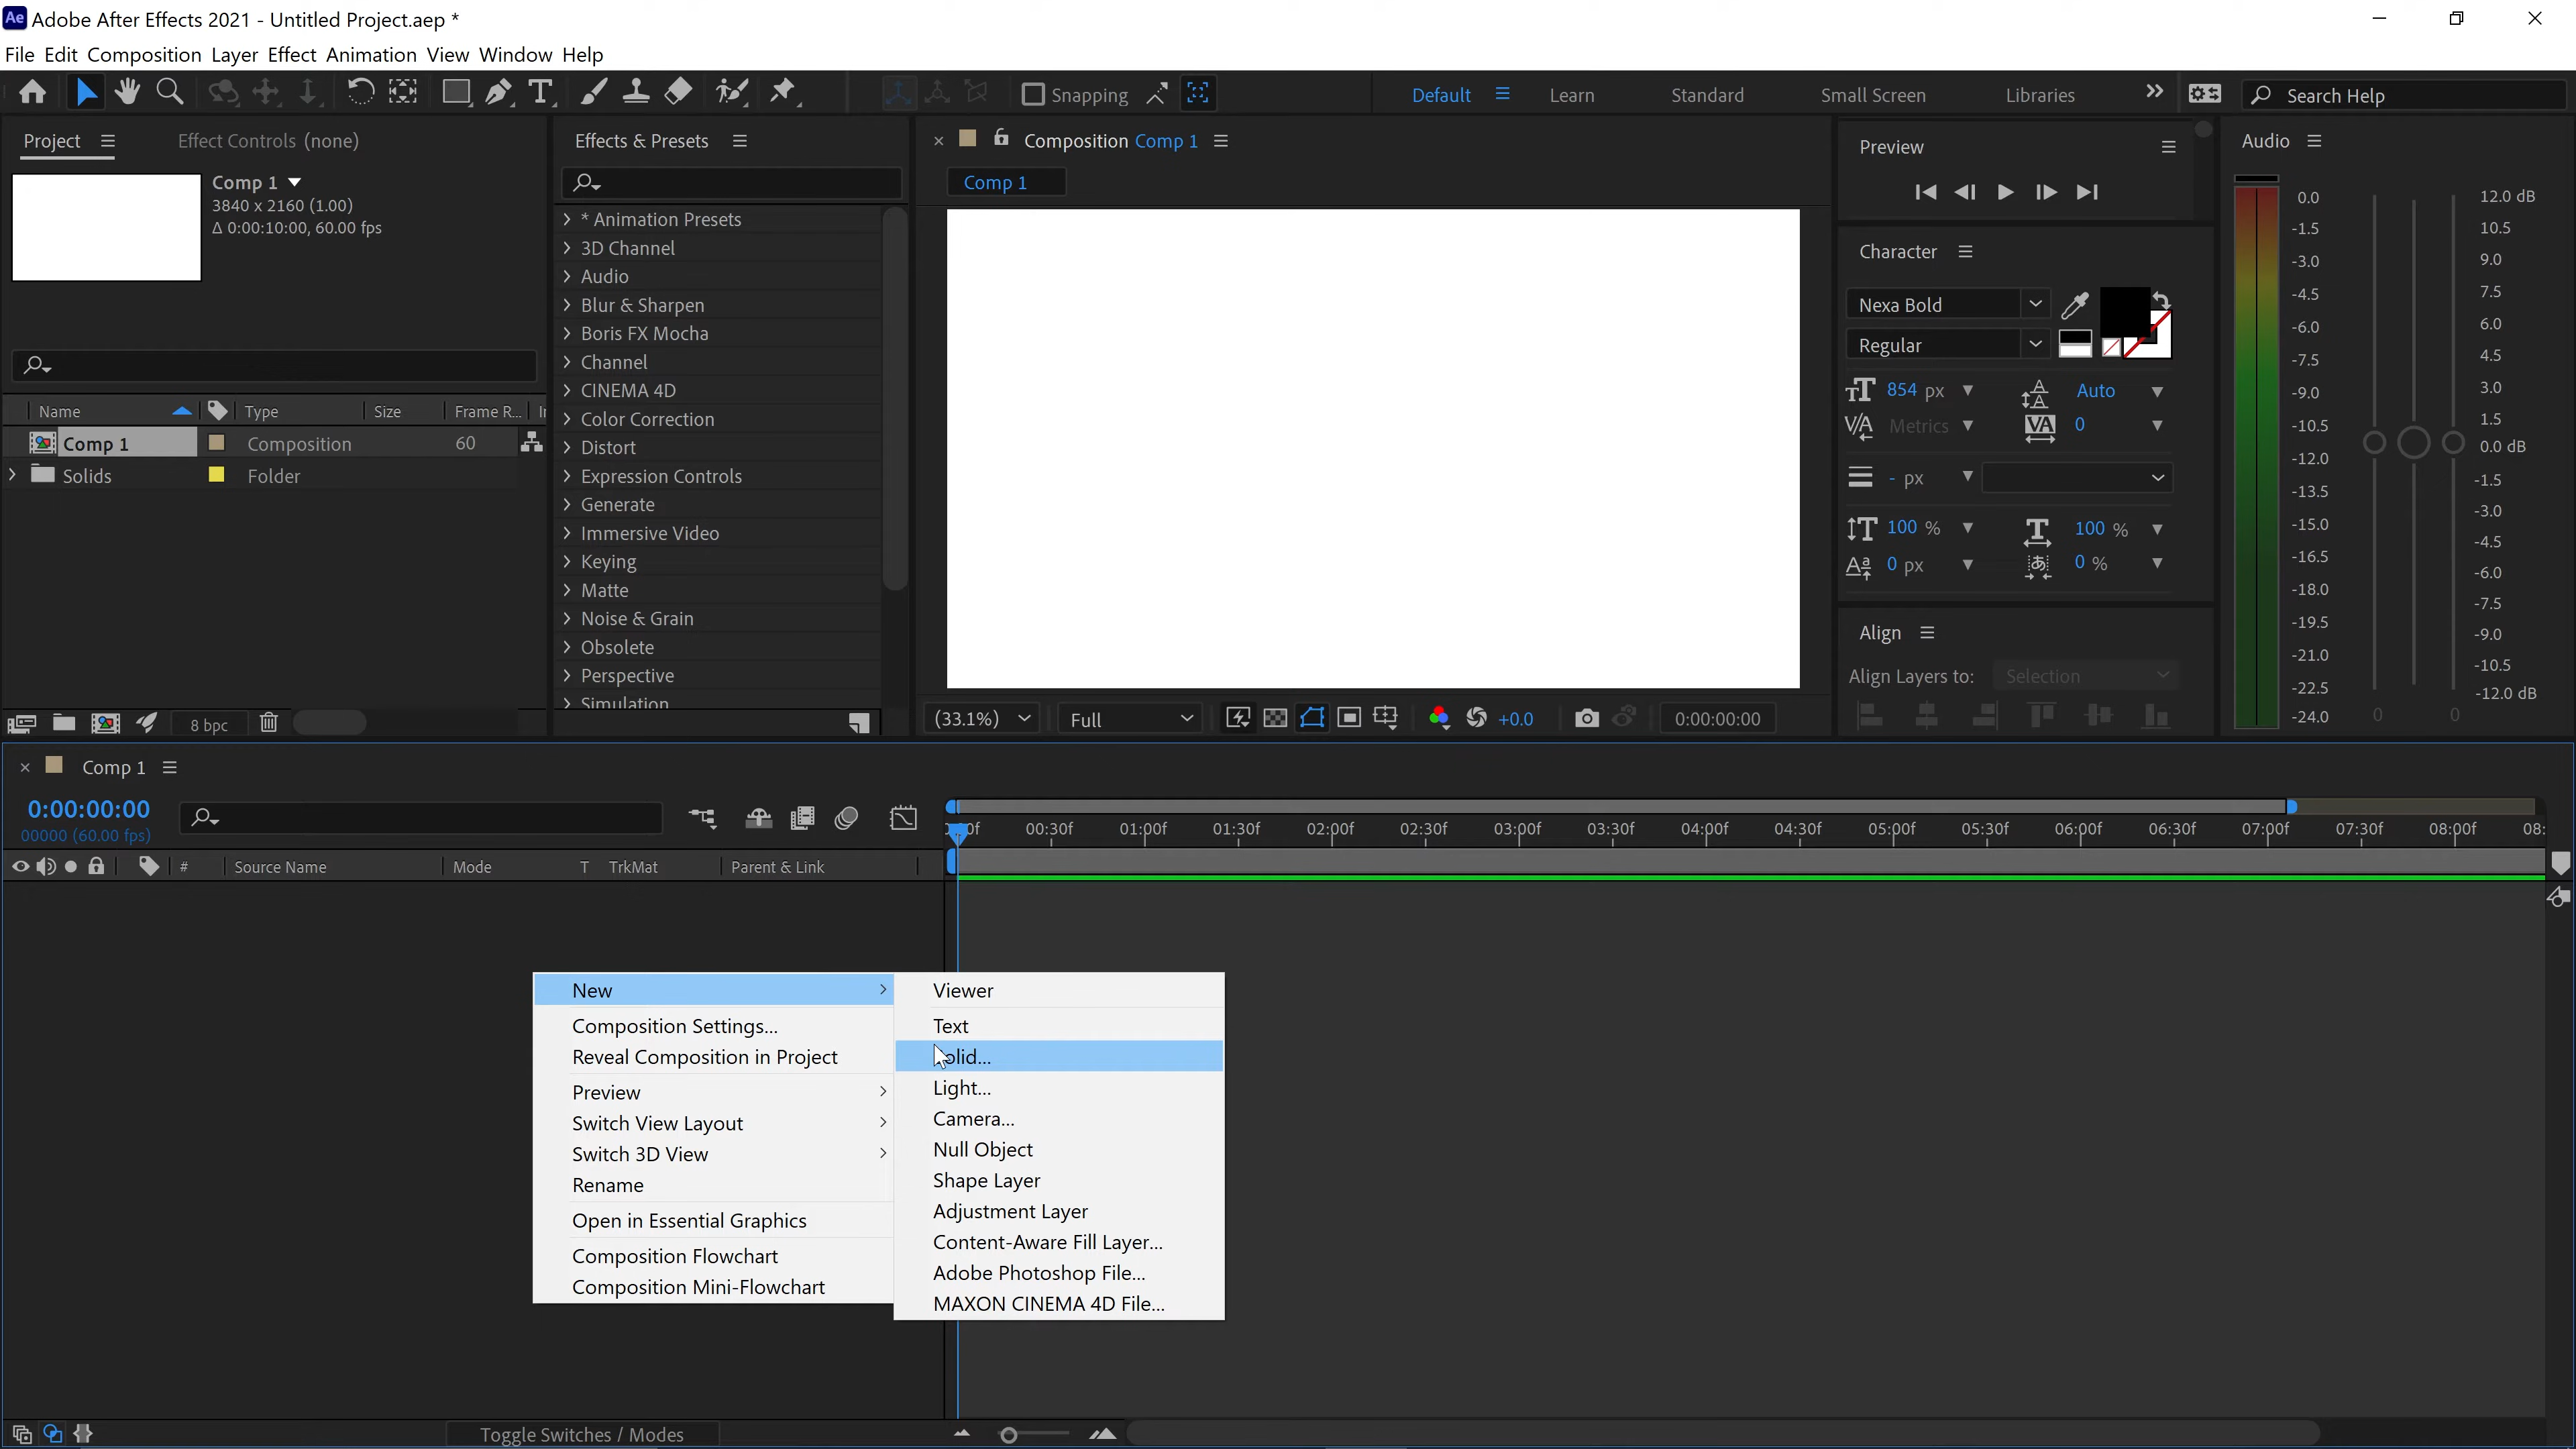 Ae Adobe After Effects 2021 - Untitled Project.aep *
File Edit Composition Layer Effect Animation View Window Help
Snapping Default Learn Standard Small Screen Libraries Search Help
Project
Effect Controls (none)
Comp 1
3840 x 2160 (1.00)
Δ 0:00:10:00, 60.00 fps
Name Type Size Frame R... In
Comp 1 Composition 60
Solids Folder
8 bpc
Effects & Presets
* Animation Presets
3D Channel
Audio
Blur & Sharpen
Boris FX Mocha
Channel
CINEMA 4D
Color Correction
Distort
Expression Controls
Generate
Immersive Video
Keying
Matte
Noise & Grain
Obsolete
Perspective
Simulation
Composition Comp 1
Comp 1
(33.1%) Full +0.0 0:00:00:00
Preview
Character
Nexa Bold
Regular
854 px Auto
Metrics 0
- px
100 % 100 %
0 px 0 %
Align
Align Layers to: Selection
Audio
0.0
-1.5
-3.0
-4.5
-6.0
-7.5
-9.0
-10.5
-12.0
-13.5
-15.0
-16.5
-18.0
-19.5
-21.0
-22.5
-24.0
12.0 dB
10.5
9.0
7.5
6.0
4.5
3.0
1.5
0.0 dB
-1.5
-3.0
-4.5
-6.0
-7.5
-9.0
-10.5
-12.0 dB
0 0
Comp 1
0:00:00:00
00000 (60.00 fps)
# Source Name Mode T TrkMat Parent & Link
00:30f 01:00f 01:30f 02:00f 02:30f 03:00f 03:30f 04:00f 04:30f 05:00f 05:30f 06:00f 06:30f 07:00f 07:30f 08:00f 08:
New
Composition Settings...
Reveal Composition in Project
Preview
Switch View Layout
Switch 3D View
Rename
Open in Essential Graphics
Composition Flowchart
Composition Mini-Flowchart
Viewer
Text
olid...
Light...
Camera...
Null Object
Shape Layer
Adjustment Layer
Content-Aware Fill Layer...
Adobe Photoshop File...
MAXON CINEMA 4D File...
Toggle Switches / Modes